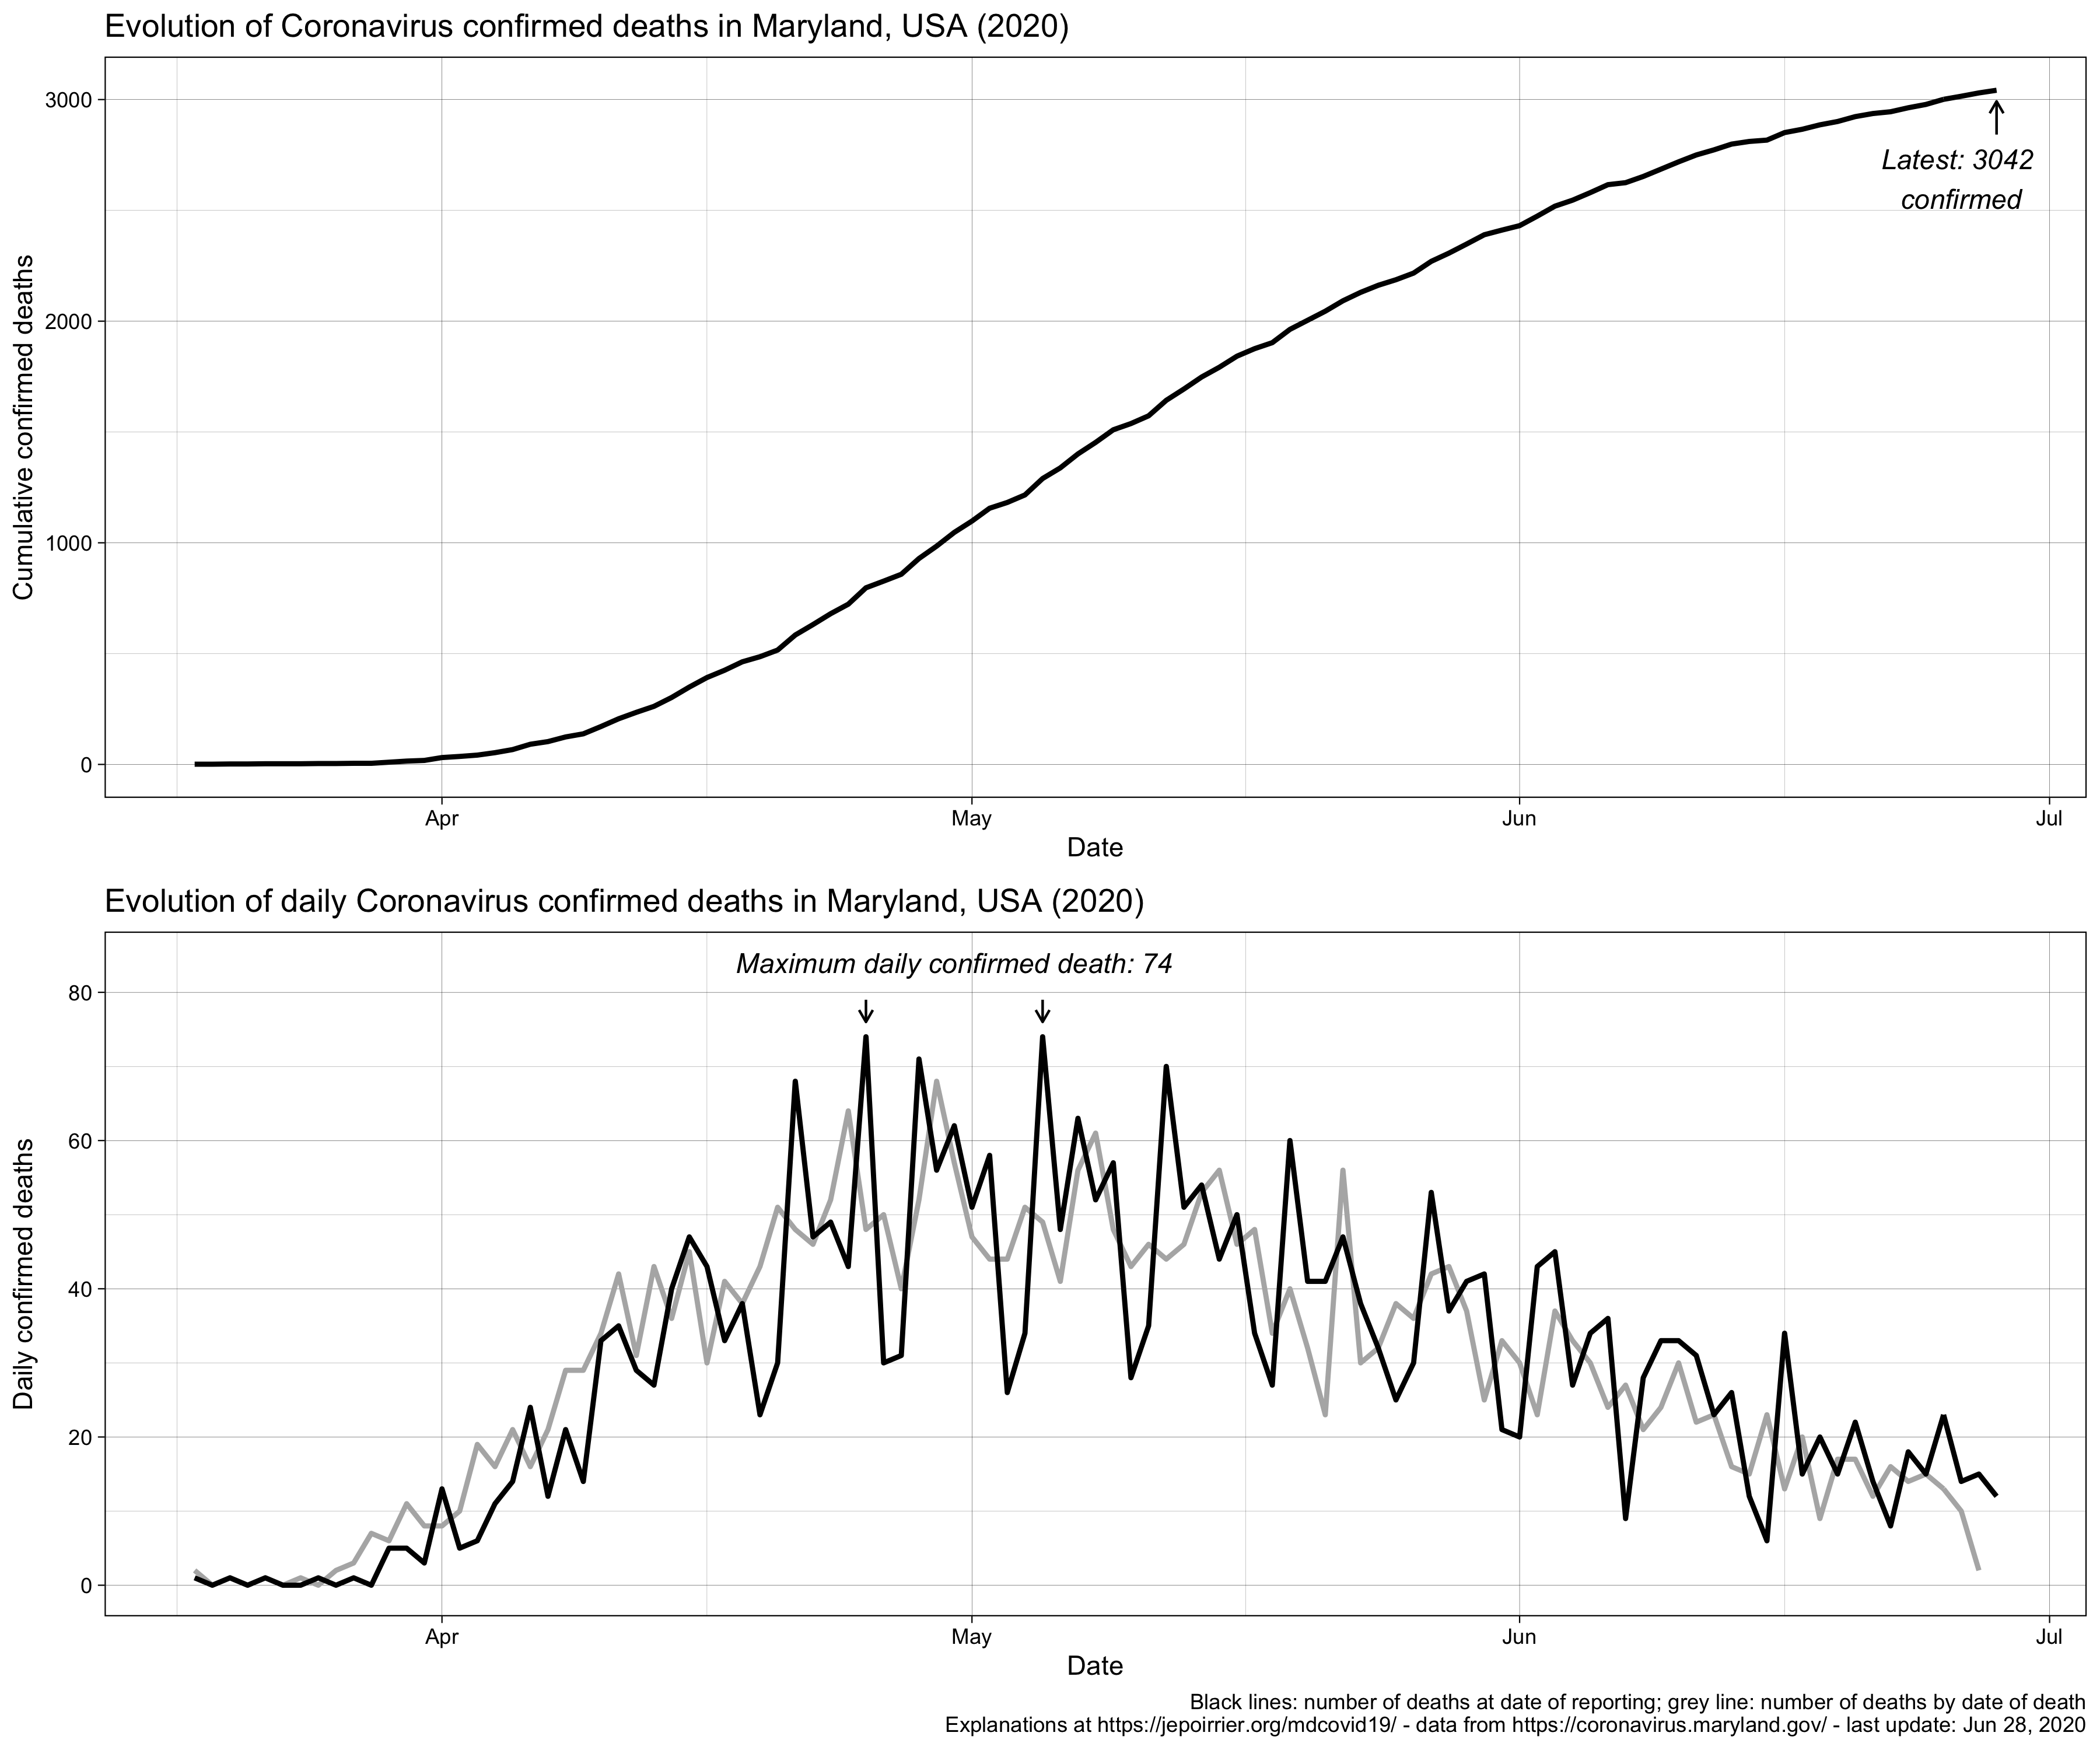 Evolution of Coronavirus confirmed deaths in Maryland, USA (2020)
Cumulative confirmed deaths
3000
2000
1000
0
Latest: 3042
confirmed
Apr
May
Jun
Jul
Date
Evolution of daily Coronavirus confirmed deaths in Maryland, USA (2020)
Daily confirmed deaths
Maximum daily confirmed death: 74
80
60
40
20
0
Apr
May
Jun
Jul
Date
Black lines: number of deaths at date of reporting; grey line: number of deaths by date of death
Explanations at https://jepoirrier.org/mdcovid19/ - data from https://coronavirus.maryland.gov/ - last update: Jun 28, 2020